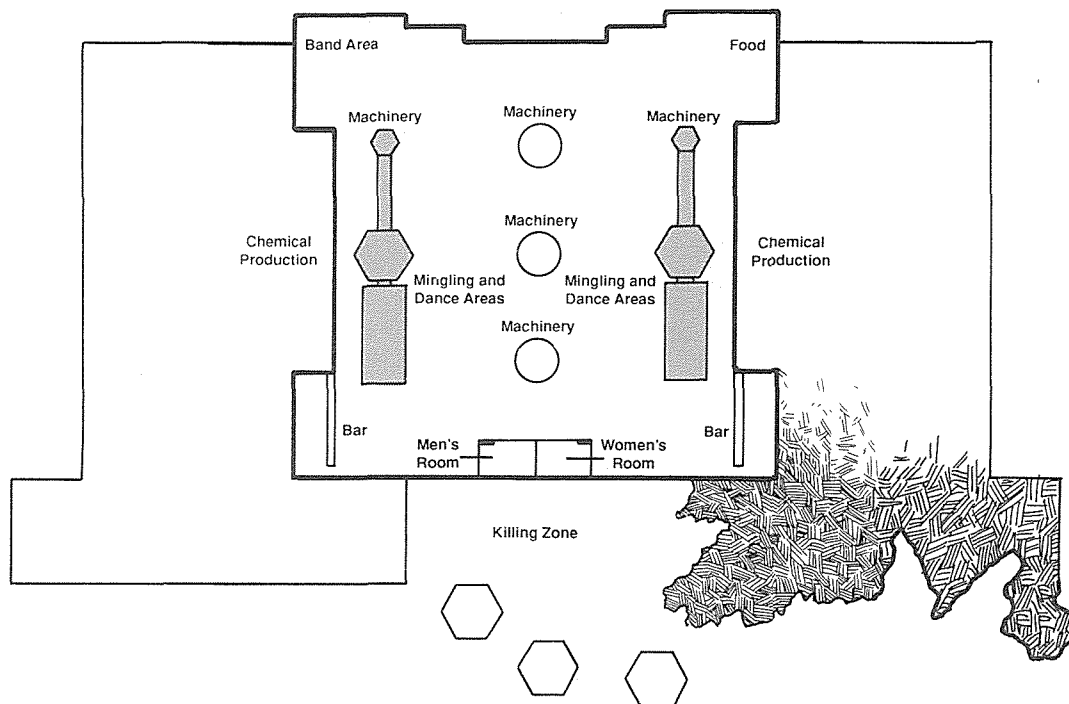 Band Area
Food
Machinery
Machinery
Machinery
Chemical
Production
Machinery
Chemical
Production
Mingling and
Dance Areas
Mingling and
Dance Areas
Machinery
Bar
Men's
Room
Women's
Room
Bar
Killing Zone